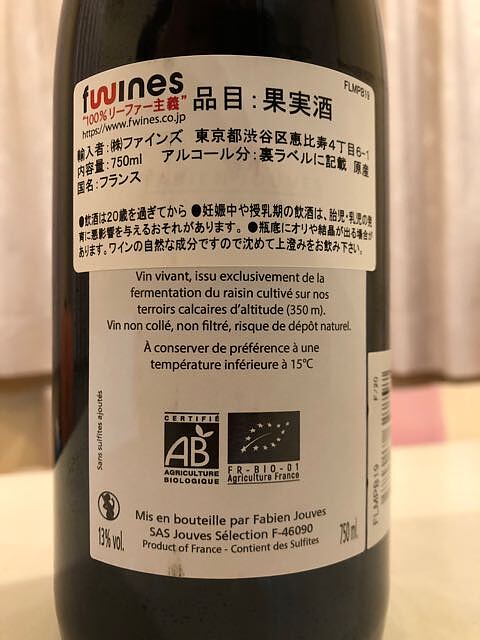 fwines
"100%リーファー主義"
https://www.fwines.co.jp
品目:果実酒
FLMPB19
輸入者:(株)ファインズ 東京都渋谷区恵比寿4丁目6-1
内容量:750ml アルコール分:裏ラベルに記載 原産
国名:フランス
●飲酒は20歳を過ぎてから ●妊娠中や授乳期の飲酒は、胎児・乳児の発
育に悪影響を与えるおそれがあります。 ●瓶底にオリや結晶が出る場合が
あります。ワインの自然な成分ですので沈めて上澄みをお飲み下さい。
Vin vivant, issu exclusivement de la
fermentation du raisin cultivé sur nos
terroirs calcaires d'altitude (350 m).
Vin non collé, non filtré, risque de dépôt naturel.
À conserver de préférence à une
température inférieure à 15°C
Sans sulfites ajoutés
CERTIFIÉ
AB
AGRICULTURE
BIOLOGIQUE
FR-BIO-01
Agriculture France
Mis en bouteille par Fabien Jouves
SAS Jouves Sélection F-46090
Product of France - Contient des Sulfites
13% vol.
750 ml
F/20
FLMPB19